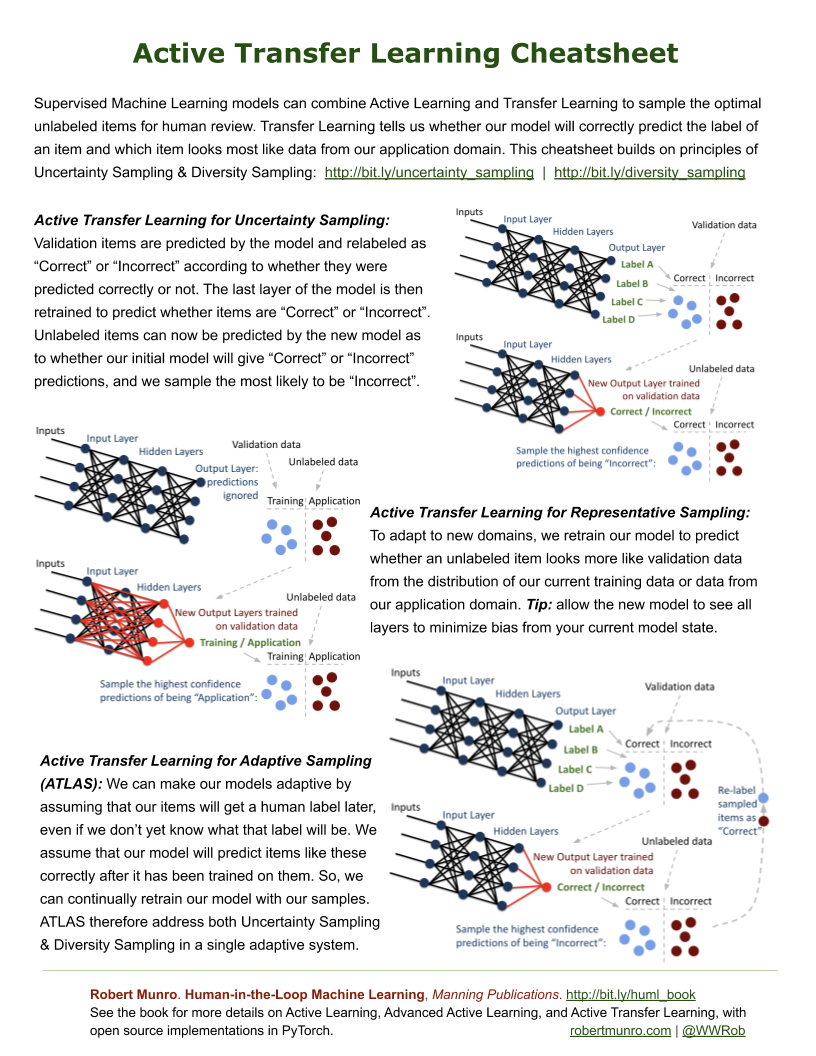 Active Transfer Learning Cheatsheet
Supervised Machine Learning models can combine Active Learning and Transfer Learning to sample the optimal
unlabeled items for human review. Transfer Learning tells us whether our model will correctly predict the label of
an item and which item looks most like data from our application domain. This cheatsheet builds on principles of
Uncertainty Sampling & Diversity Sampling: http://bit.ly/uncertainty_sampling | http://bit.ly/diversity_sampling
Active Transfer Learning for Uncertainty Sampling:
Validation items are predicted by the model and relabeled as
“Correct” or “Incorrect” according to whether they were
predicted correctly or not. The last layer of the model is then
retrained to predict whether items are “Correct” or “Incorrect”.
Unlabeled items can now be predicted by the new model as
to whether our initial model will give “Correct” or “Incorrect”
predictions, and we sample the most likely to be “Incorrect”.
Inputs
Input Layer
Hidden Layers
Output Layer
Validation data
Label A
Label B
Label C
Label D
Correct
Incorrect
Inputs
Input Layer
Hidden Layers
New Output Layer trained
on validation data
Correct / Incorrect
Unlabeled data
Correct
Incorrect
Sample the highest confidence
predictions of being “Incorrect”:
Inputs
Input Layer
Hidden Layers
Output Layer:
predictions
ignored
Validation data
Unlabeled data
Training
Application
Inputs
Input Layer
Hidden Layers
New Output Layers trained
on validation data
Training / Application
Unlabeled data
Training
Application
Sample the highest confidence
predictions of being “Application”:
Active Transfer Learning for Representative Sampling:
To adapt to new domains, we retrain our model to predict
whether an unlabeled item looks more like validation data
from the distribution of our current training data or data from
our application domain. Tip: allow the new model to see all
layers to minimize bias from your current model state.
Active Transfer Learning for Adaptive Sampling
(ATLAS): We can make our models adaptive by
assuming that our items will get a human label later,
even if we don’t yet know what that label will be. We
assume that our model will predict items like these
correctly after it has been trained on them. So, we
can continually retrain our model with our samples.
ATLAS therefore address both Uncertainty Sampling
& Diversity Sampling in a single adaptive system.
Inputs
Input Layer
Hidden Layers
Output Layer
Validation data
Label A
Label B
Label C
Label D
Correct
Incorrect
Re-label
sampled
items as
“Correct”
Inputs
Input Layer
Hidden Layers
New Output Layer trained
on validation data
Correct / Incorrect
Unlabeled data
Correct
Incorrect
Sample the highest confidence
predictions of being “Incorrect”:
Robert Munro. Human-in-the-Loop Machine Learning, Manning Publications. http://bit.ly/huml_book
See the book for more details on Active Learning, Advanced Active Learning, and Active Transfer Learning, with
open source implementations in PyTorch.
robertmunro.com | @WWRob